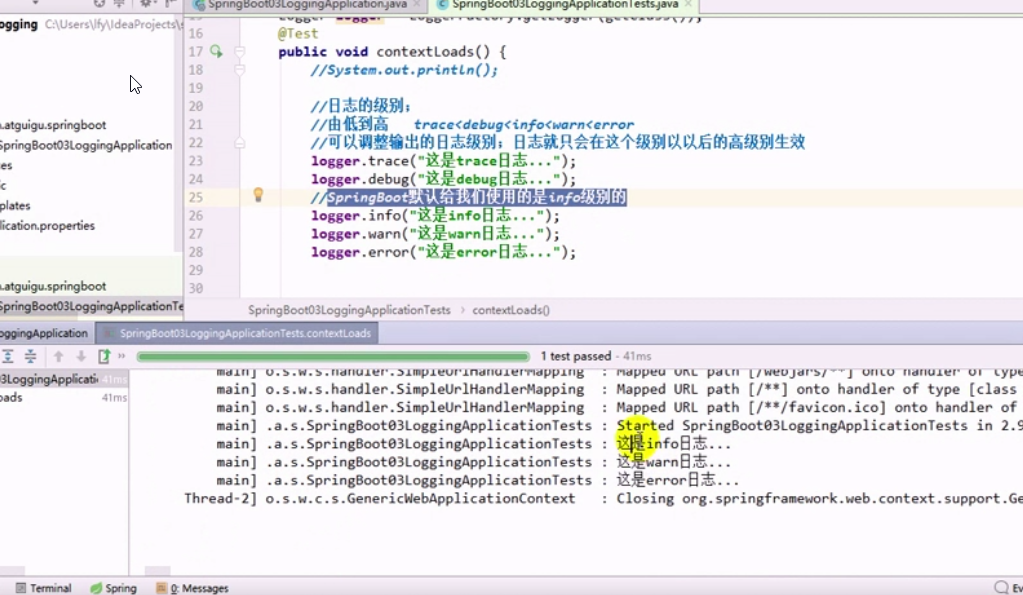 SpringBoot03LoggingApplication.java
SpringBoot03LoggingApplicationTests.java
ogging C:\Users\lfy\IdeaProjects\s
.atguigu.springboot
SpringBoot03LoggingApplication
es
c
plates
lication.properties
.atguigu.springboot
SpringBoot03LoggingApplicationTe
16 @Test
17 public void contextLoads() {
18 //System.out.println();
19
20 //日志的级别；
21 //由低到高 trace<debug<info<warn<error
22 //可以调整输出的日志级别；日志就只会在这个级别以以后的高级别生效
23 logger.trace("这是trace日志...");
24 logger.debug("这是debug日志...");
25 //SpringBoot默认给我们使用的是info级别的
26 logger.info("这是info日志...");
27 logger.warn("这是warn日志...");
28 logger.error("这是error日志...");
29
30
SpringBoot03LoggingApplicationTests › contextLoads()
oggingApplication
SpringBoot03LoggingApplicationTests.contextLoads
1 test passed - 41ms
3LoggingApplicati 41ms
oads 41ms
main] o.s.w.s.handler.SimpleUrlHandlerMapping : Mapped URL path [/webjars/**] onto handler of type
main] o.s.w.s.handler.SimpleUrlHandlerMapping : Mapped URL path [/**] onto handler of type [class
main] o.s.w.s.handler.SimpleUrlHandlerMapping : Mapped URL path [/**/favicon.ico] onto handler of
main] .a.s.SpringBoot03LoggingApplicationTests : Started SpringBoot03LoggingApplicationTests in 2.9
main] .a.s.SpringBoot03LoggingApplicationTests : 这是info日志...
main] .a.s.SpringBoot03LoggingApplicationTests : 这是warn日志...
main] .a.s.SpringBoot03LoggingApplicationTests : 这是error日志...
Thread-2] o.s.w.c.s.GenericWebApplicationContext : Closing org.springframework.web.context.support.Ge
Terminal Spring 0: Messages Ev